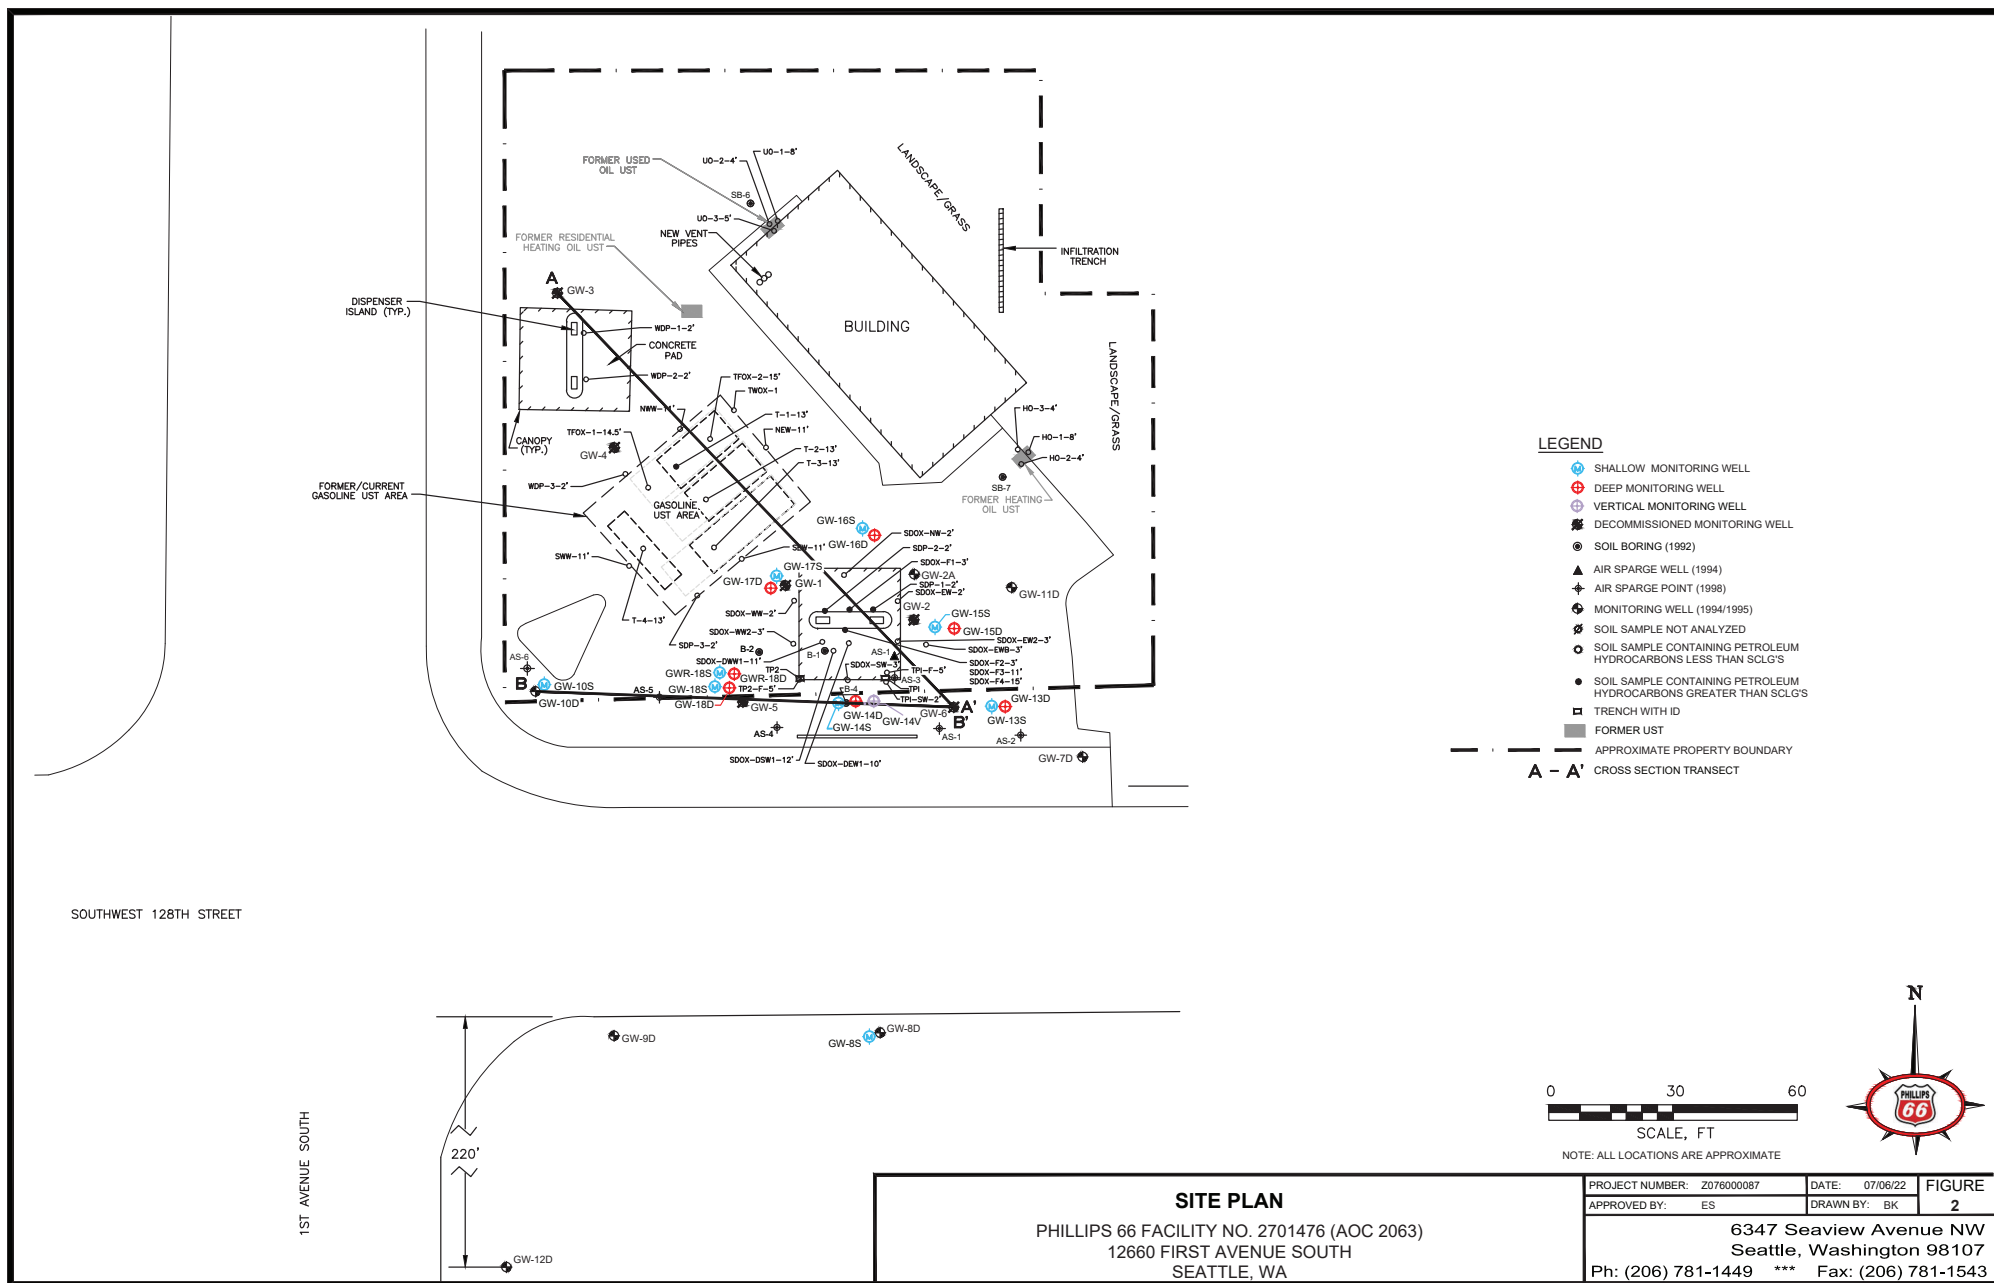 UO-1-8'
UO-2-4'
FORMER USED
OIL UST
SB-6
UO-3-5'
NEW VENT
PIPES
FORMER RESIDENTIAL
HEATING OIL UST
LANDSCAPE/GRASS
INFILTRATION
TRENCH
A
GW-3
DISPENSER
ISLAND (TYP.)
WDP-1-2'
CONCRETE
PAD
WDP-2-2'
BUILDING
LANDSCAPE/GRASS
TFOX-2-15'
TWOX-1
NWW-11'
T-1-13'
NEW-11'
TFOX-1-14.5'
CANOPY
(TYP.)
GW-4
T-2-13'
T-3-13'
WDP-3-2'
FORMER/CURRENT
GASOLINE UST AREA
GASOLINE
UST AREA
HO-3-4'
HO-1-8'
HO-2-4'
SB-7
FORMER HEATING
OIL UST
GW-16S
GW-16D
SDOX-NW-2'
SDP-2-2'
SDOX-F1-3'
SWW-11'
SEW-11'
GW-17S
GW-17D
GW-1
GW-2A
SDP-1-2'
SDOX-EW-2'
GW-11D
T-4-13'
SDOX-WW-2'
GW-2
GW-15S
GW-15D
SDP-3-2'
SDOX-WW2-3'
SDOX-EW2-3'
SDOX-EWB-3'
B-2
B-1
AS-1
SDOX-DWW1-11'
SDOX-SW-3'
SDOX-F2-3'
SDOX-F3-11'
SDOX-F4-15'
AS-6
TP2
TPI-F-5'
GWR-18S
GWR-18D
AS-3
B
GW-10S
GW-10D
AS-5
GW-18S
GW-18D
TP2-F-5'
B-4
TPI
TPI-SW-2'
GW-5
GW-14D
GW-14S
GW-14V
GW-6
A'
B'
GW-13D
GW-13S
AS-4
AS-1
AS-2
SDOX-DSW1-12'
SDOX-DEW1-10'
GW-7D
LEGEND
SHALLOW MONITORING WELL
DEEP MONITORING WELL
VERTICAL MONITORING WELL
DECOMMISSIONED MONITORING WELL
SOIL BORING (1992)
AIR SPARGE WELL (1994)
AIR SPARGE POINT (1998)
MONITORING WELL (1994/1995)
SOIL SAMPLE NOT ANALYZED
SOIL SAMPLE CONTAINING PETROLEUM
HYDROCARBONS LESS THAN SCLG'S
SOIL SAMPLE CONTAINING PETROLEUM
HYDROCARBONS GREATER THAN SCLG'S
TRENCH WITH ID
FORMER UST
APPROXIMATE PROPERTY BOUNDARY
A - A' CROSS SECTION TRANSECT
SOUTHWEST 128TH STREET
GW-9D
GW-8S
GW-8D
1ST AVENUE SOUTH
220'
GW-12D
N
PHILLIPS
66
0 30 60
SCALE, FT
NOTE: ALL LOCATIONS ARE APPROXIMATE
SITE PLAN
PHILLIPS 66 FACILITY NO. 2701476 (AOC 2063)
12660 FIRST AVENUE SOUTH
SEATTLE, WA
PROJECT NUMBER: Z076000087
DATE: 07/06/22
FIGURE
2
APPROVED BY: ES
DRAWN BY: BK
6347 Seaview Avenue NW
Seattle, Washington 98107
Ph: (206) 781-1449 *** Fax: (206) 781-1543